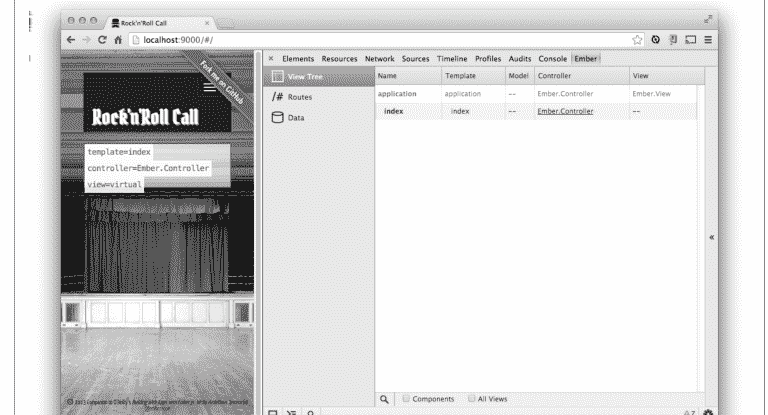 Rock'n'Roll Call
localhost:9000/#/
Elements Resources Network Sources Timeline Profiles Audits Console Ember
Fork me on GitHub
Rock'n'Roll Call
template=index
controller=Ember.Controller
view=virtual
View Tree
/# Routes
Data
Name Template Model Controller View
application application -- Ember.Controller Ember.View
index index -- Ember.Controller --
Components All Views